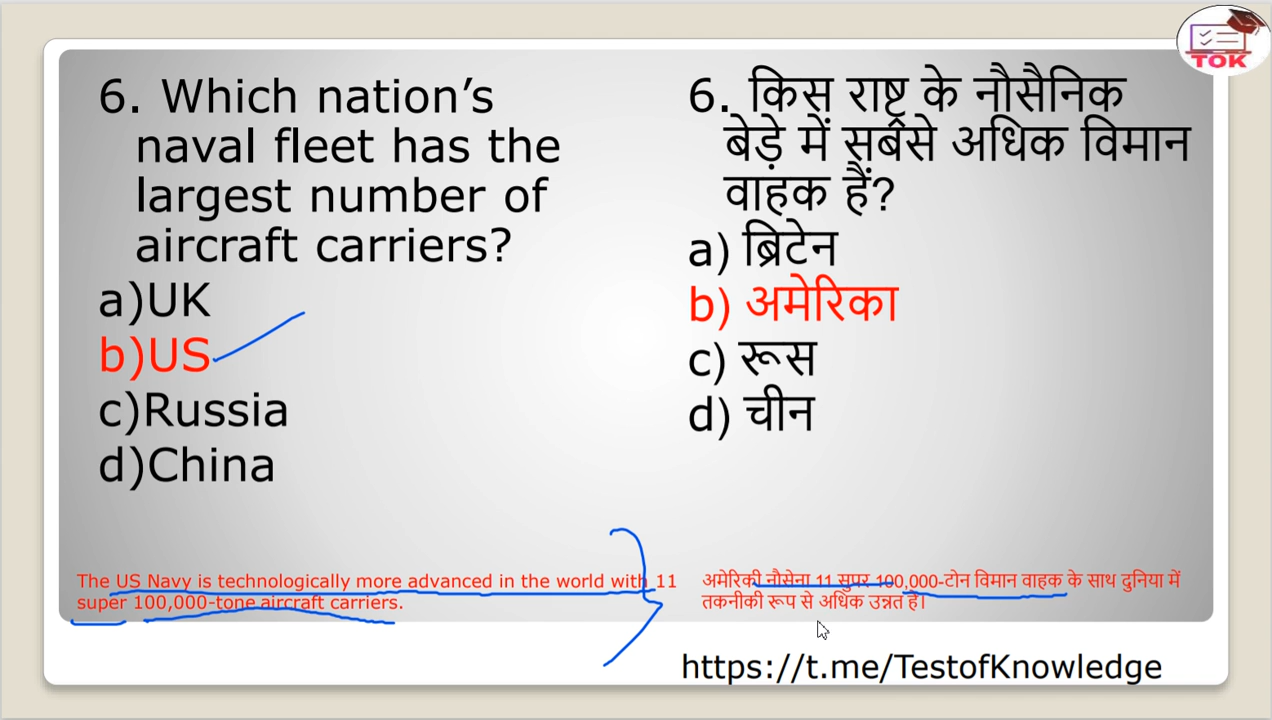 TOK
6. Which nation's
naval fleet has the
largest number of
aircraft carriers?
a)UK
b)US
c)Russia
d)China
The US Navy is technologically more advanced in the world with 11
super 100,000-tone aircraft carriers.
6. किस राष्ट्र के नौसैनिक
बेड़े में सबसे अधिक विमान
वाहक हैं?
a) ब्रिटेन
b) अमेरिका
c) रूस
d) चीन
अमेरिकी नौसेना 11 सुपर 100,000-टोन विमान वाहक के साथ दुनिया में
तकनीकी रूप से अधिक उन्नत है।
https://t.me/TestofKnowledge